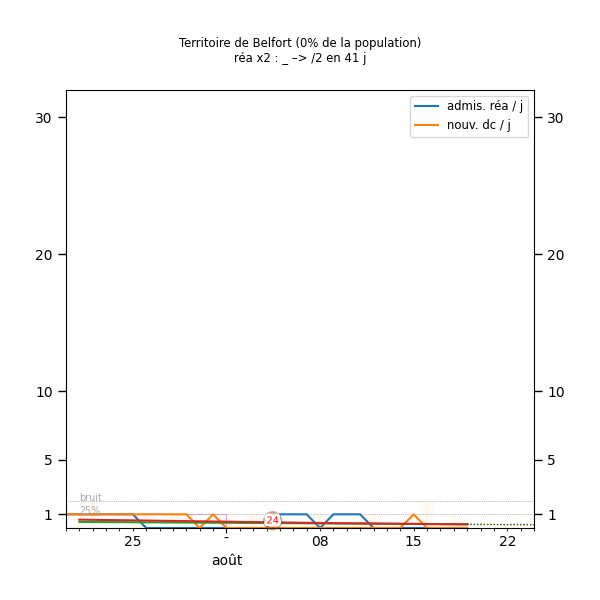 Territoire de Belfort (0% de la population)
réa x2 : _ –> /2 en 41 j
admis. réa / j
nouv. dc / j
30
30
20
20
10
10
5
5
bruit
25%
1
1
24
25
-
08
15
22
août